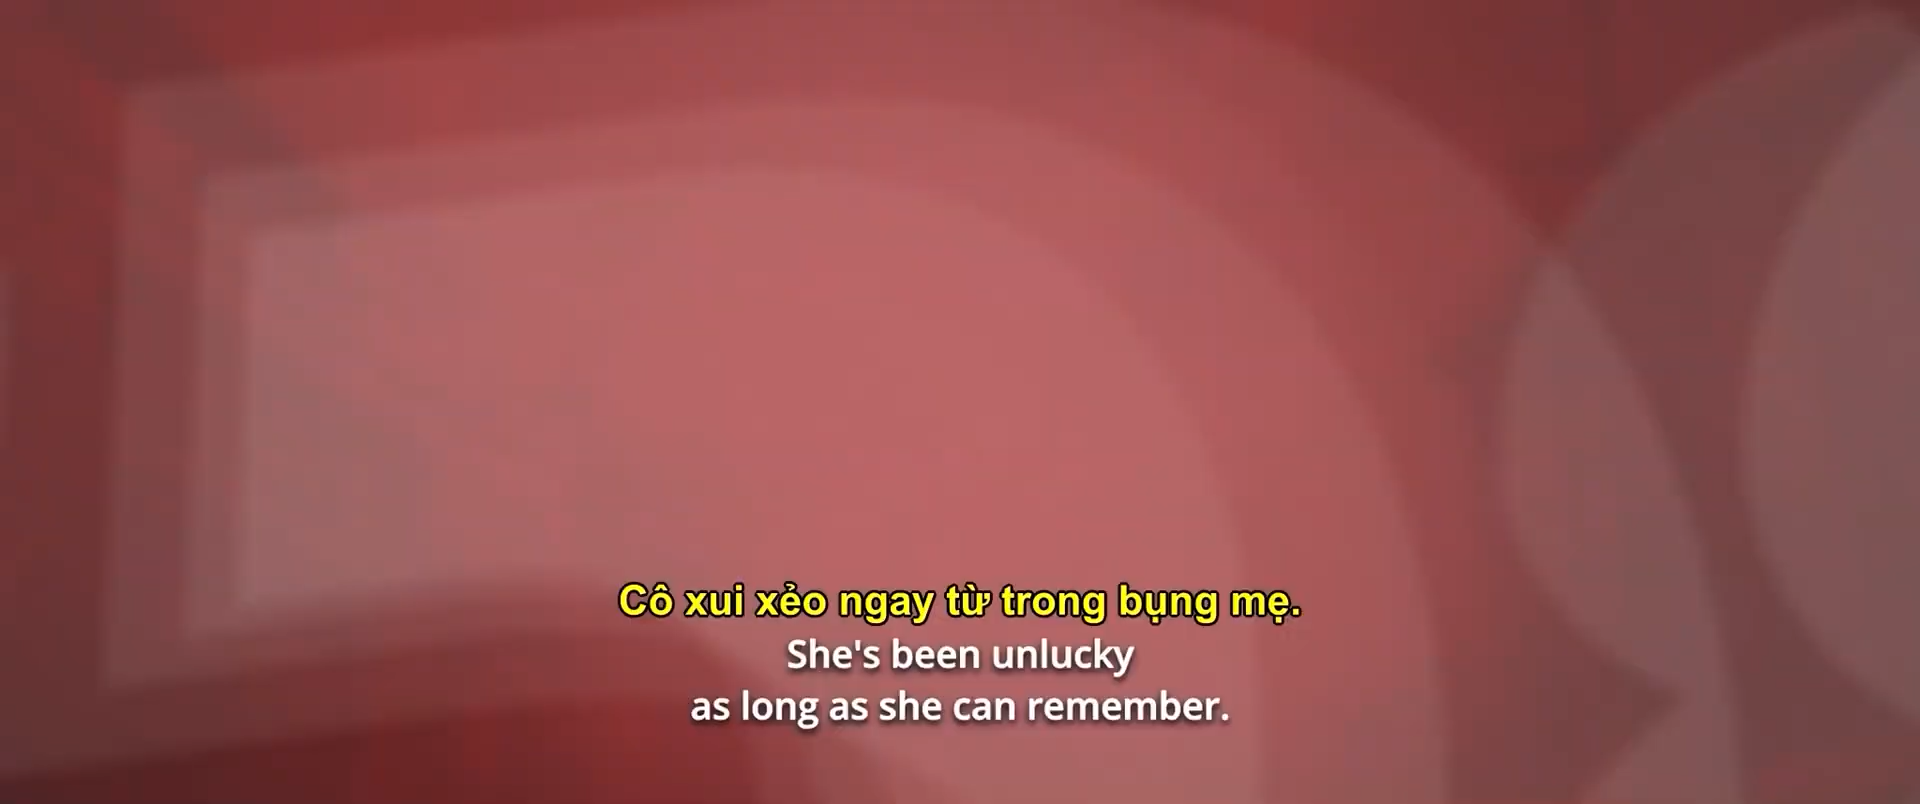 Cô xui xẻo ngay từ trong bụng mẹ.
She's been unlucky
as long as she can remember.